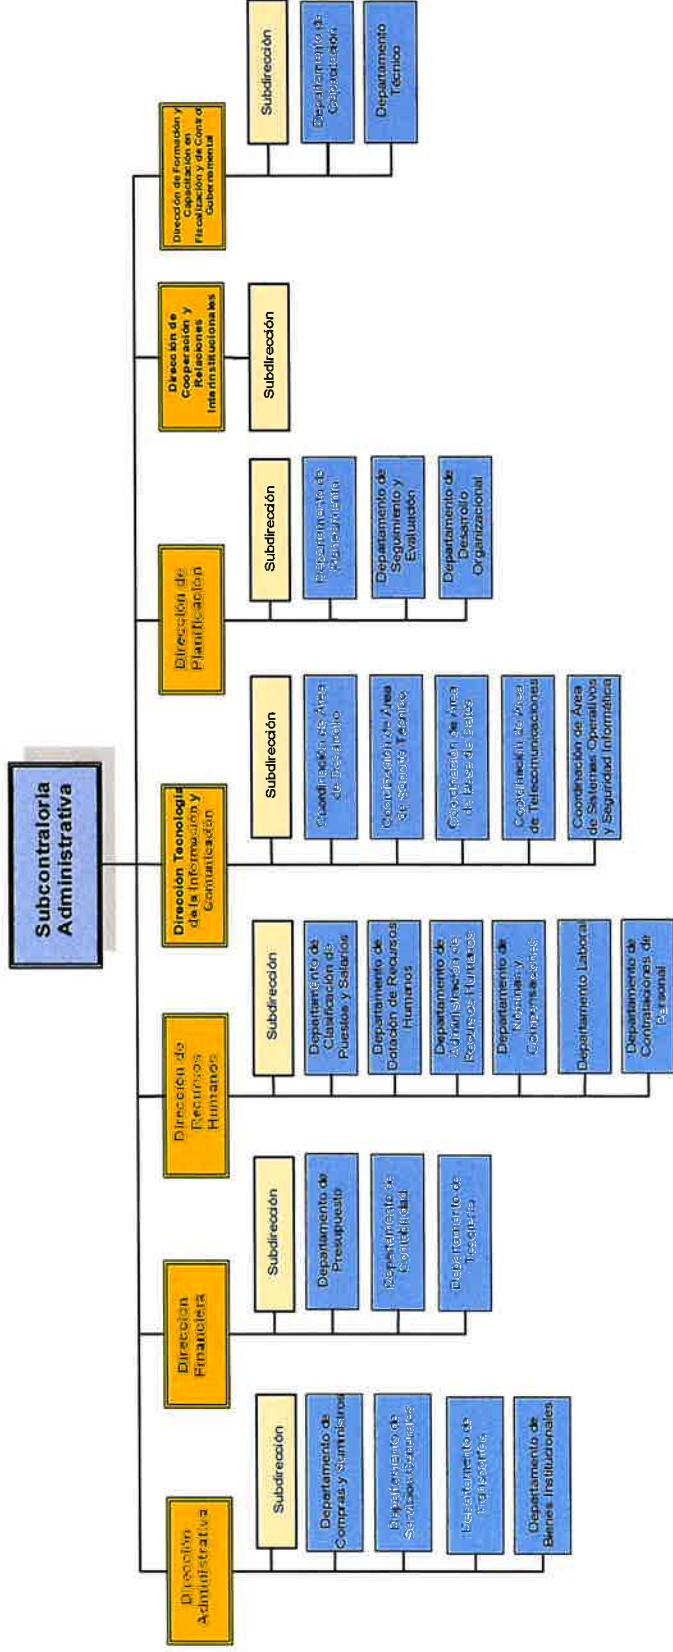 Subcontraloría
Administrativa
Dirección
Administrativa
Subdirección
Departamento de
Compras y Suministros
Departamento de
Servicios Generales
Departamento de
Transportes
Departamento de
Bienes Institucionales
Dirección
Financiera
Subdirección
Departamento de
Presupuesto
Departamento de
Contabilidad
Departamento de
Tesorería
Dirección de
Recursos
Humanos
Subdirección
Departamento de
Clasificación de
Puestos y Salarios
Departamento de
Dotación de Recursos
Humanos
Departamento de
Administración de
Recursos Humanos
Departamento de
Nóminas y
Compensaciones
Departamento Laboral
Departamento de
Contrataciones de
Personal
Dirección Tecnología
de la Información y
Comunicación
Subdirección
Coordinación de Área
de Desarrollo
Coordinación de Área
de Soporte Técnico
Coordinación de Área
de Base de Datos
Coordinación de Área
de Telecomunicaciones
Coordinación de Área
de Sistemas Operativos
y Seguridad Informática
Dirección de
Planificación
Subdirección
Departamento de
Planeamiento
Departamento de
Seguimiento y
Evaluación
Departamento de
Desarrollo
Organizacional
Dirección de
Cooperación y
Relaciones
Interinstitucionales
Subdirección
Dirección de Formación y
Capacitación en
Fiscalización y de Control
Gubernamental
Subdirección
Departamento de
Capacitación
Departamento
Técnico